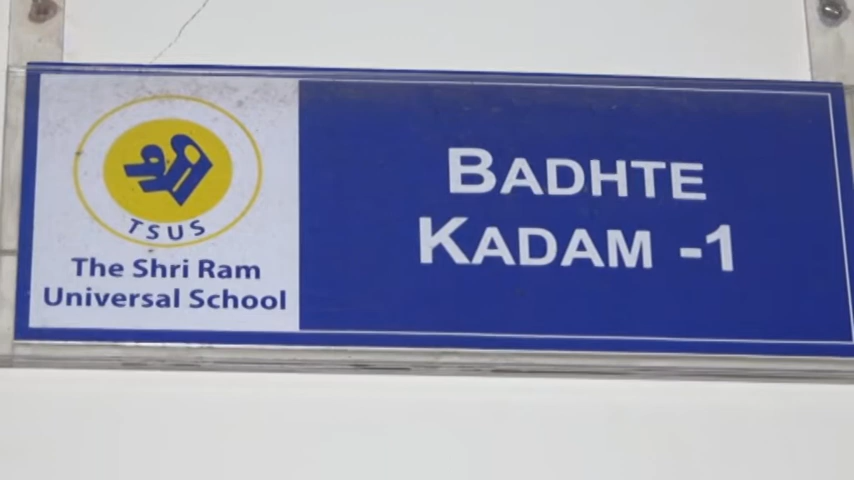 TSUS
The Shri Ram
Universal School
BADHTE
KADAM -1